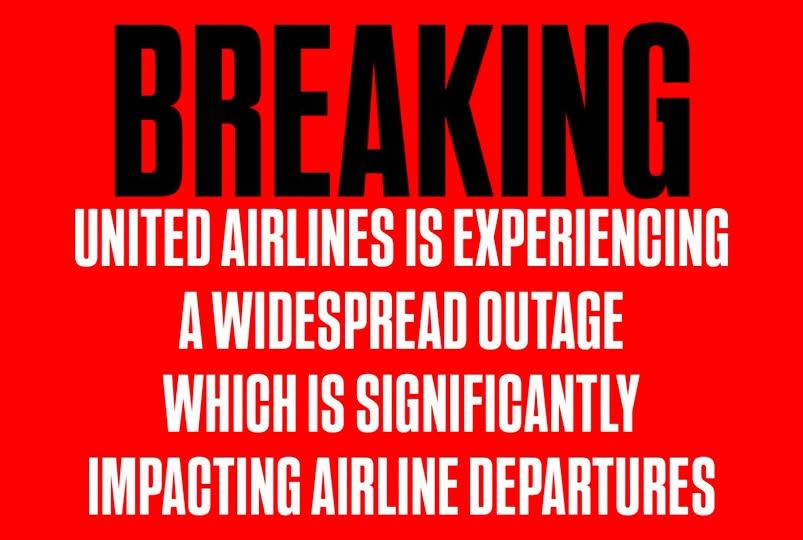 BREAKING
UNITED AIRLINES IS EXPERIENCING
A WIDESPREAD OUTAGE
WHICH IS SIGNIFICANTLY
IMPACTING AIRLINE DEPARTURES